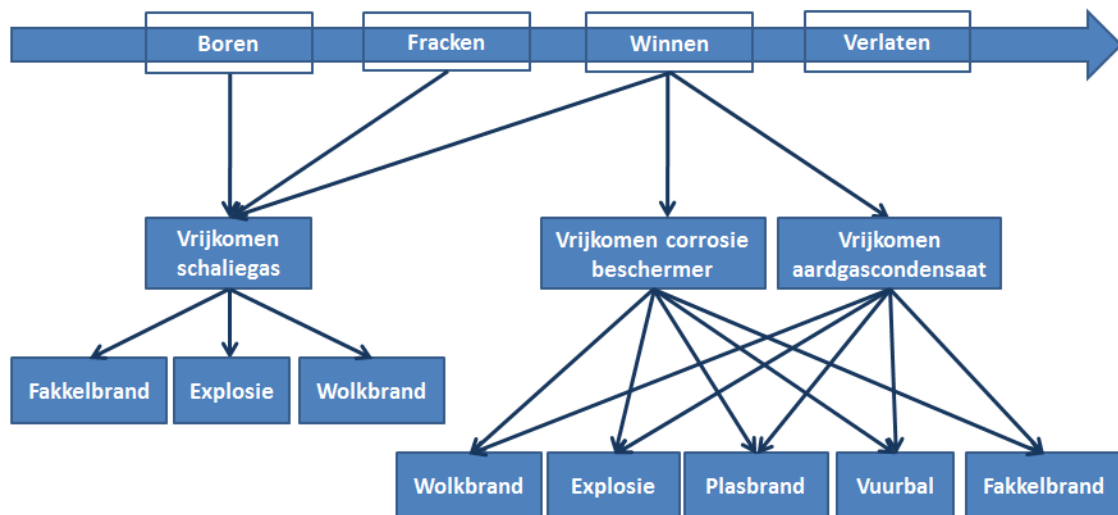 Boren
Fracken
Winnen
Verlaten
Vrijkomen
schaliegas
Vrijkomen corrosie
beschermer
Vrijkomen
aardgascondensaat
Fakkelbrand
Explosie
Wolkbrand
Wolkbrand
Explosie
Plasbrand
Vuurbal
Fakkelbrand